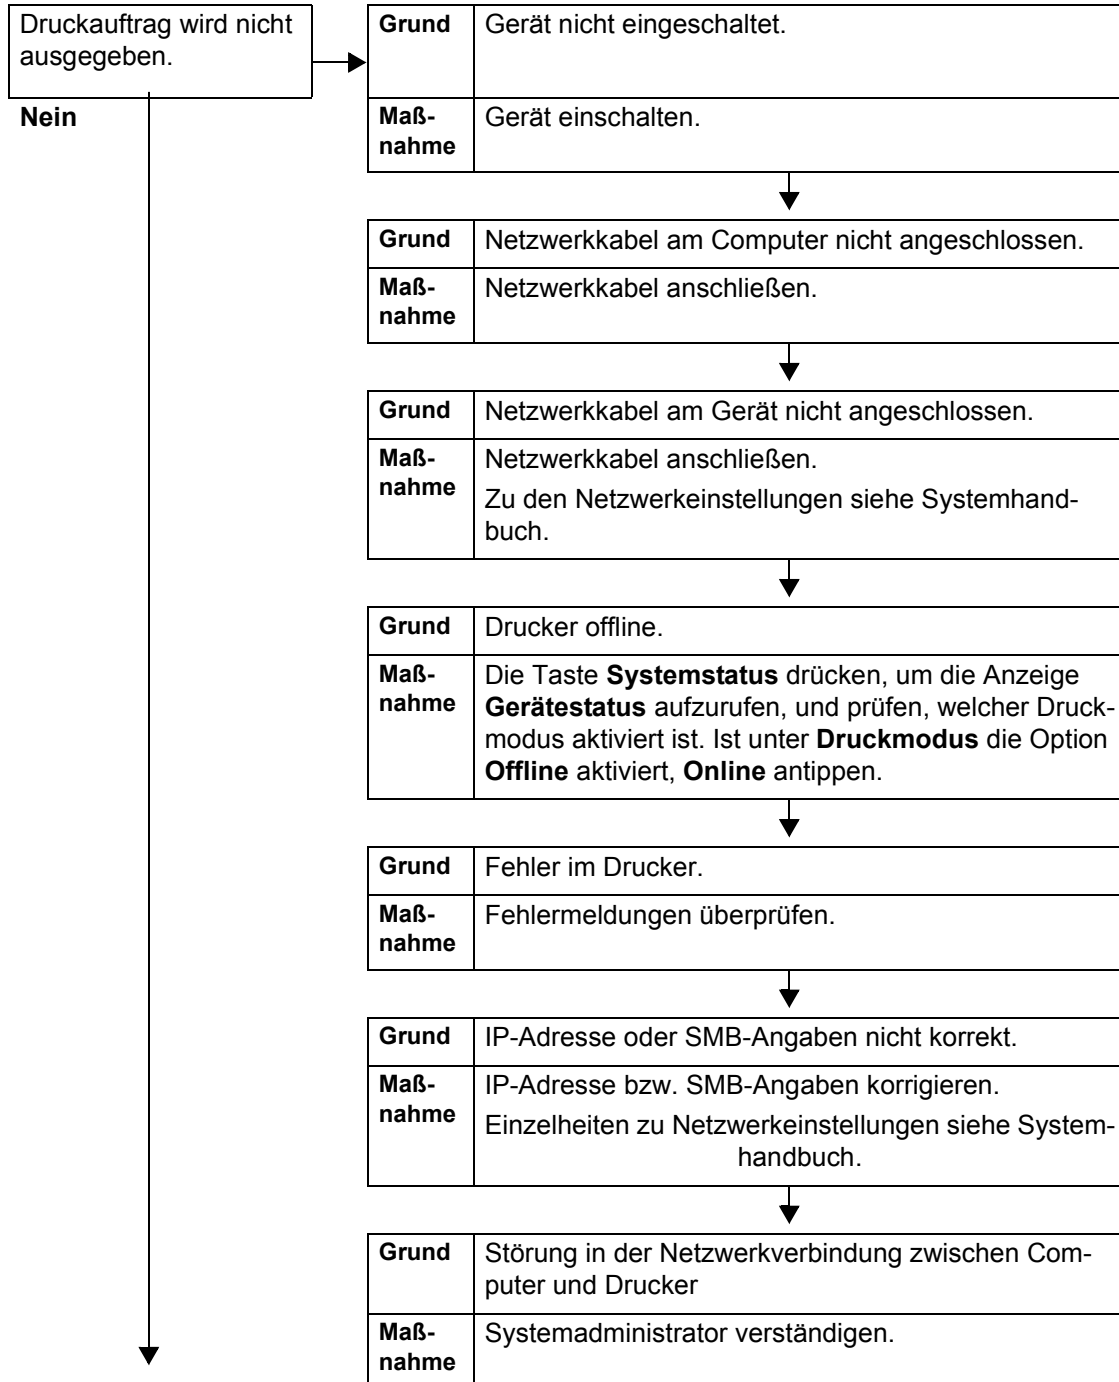 Druckauftrag wird nicht
ausgegeben.
Nein
Grund
Gerät nicht eingeschaltet.
Maß-
nahme
Gerät einschalten.
Grund
Netzwerkkabel am Computer nicht angeschlossen.
Maß-
nahme
Netzwerkkabel anschließen.
Grund
Netzwerkkabel am Gerät nicht angeschlossen.
Maß-
nahme
Netzwerkkabel anschließen.
Zu den Netzwerkeinstellungen siehe Systemhand-
buch.
Grund
Drucker offline.
Maß-
nahme
Die Taste Systemstatus drücken, um die Anzeige
Gerätestatus aufzurufen, und prüfen, welcher Druck-
modus aktiviert ist. Ist unter Druckmodus die Option
Offline aktiviert, Online antippen.
Grund
Fehler im Drucker.
Maß-
nahme
Fehlermeldungen überprüfen.
Grund
IP-Adresse oder SMB-Angaben nicht korrekt.
Maß-
nahme
IP-Adresse bzw. SMB-Angaben korrigieren.
Einzelheiten zu Netzwerkeinstellungen siehe System-
handbuch.
Grund
Störung in der Netzwerkverbindung zwischen Com-
puter und Drucker
Maß-
nahme
Systemadministrator verständigen.